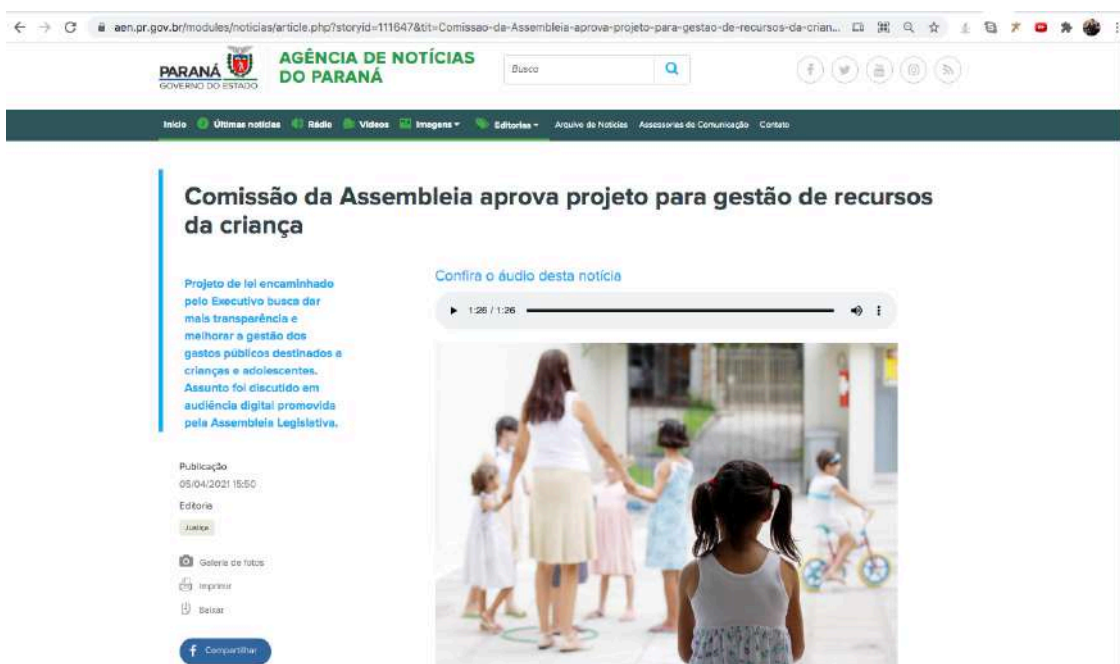 aen.pr.gov.br/modules/noticias/article.php?storyid=111647&tit=Comissao-da-Assembleia-aprova-projeto-para-gestao-de-recursos-da-crian...
PARANÁ
GOVERNO DO ESTADO
AGÊNCIA DE NOTÍCIAS
DO PARANÁ
Busca
Início Últimas notícias Rádio Vídeos Imagens Editorias Arquivo de Notícias Assessorias de Comunicação Contato
Comissão da Assembleia aprova projeto para gestão de recursos
da criança
Projeto de lei encaminhado
pelo Executivo busca dar
mais transparência e
melhorar a gestão dos
gastos públicos destinados a
crianças e adolescentes.
Assunto foi discutido em
audiência digital promovida
pela Assembleia Legislativa.
Confira o áudio desta notícia
1:26 / 1:26
Publicação
05/04/2021 15:50
Editoria
Justiça
Galeria de fotos
Imprimir
Baixar
Compartilhar